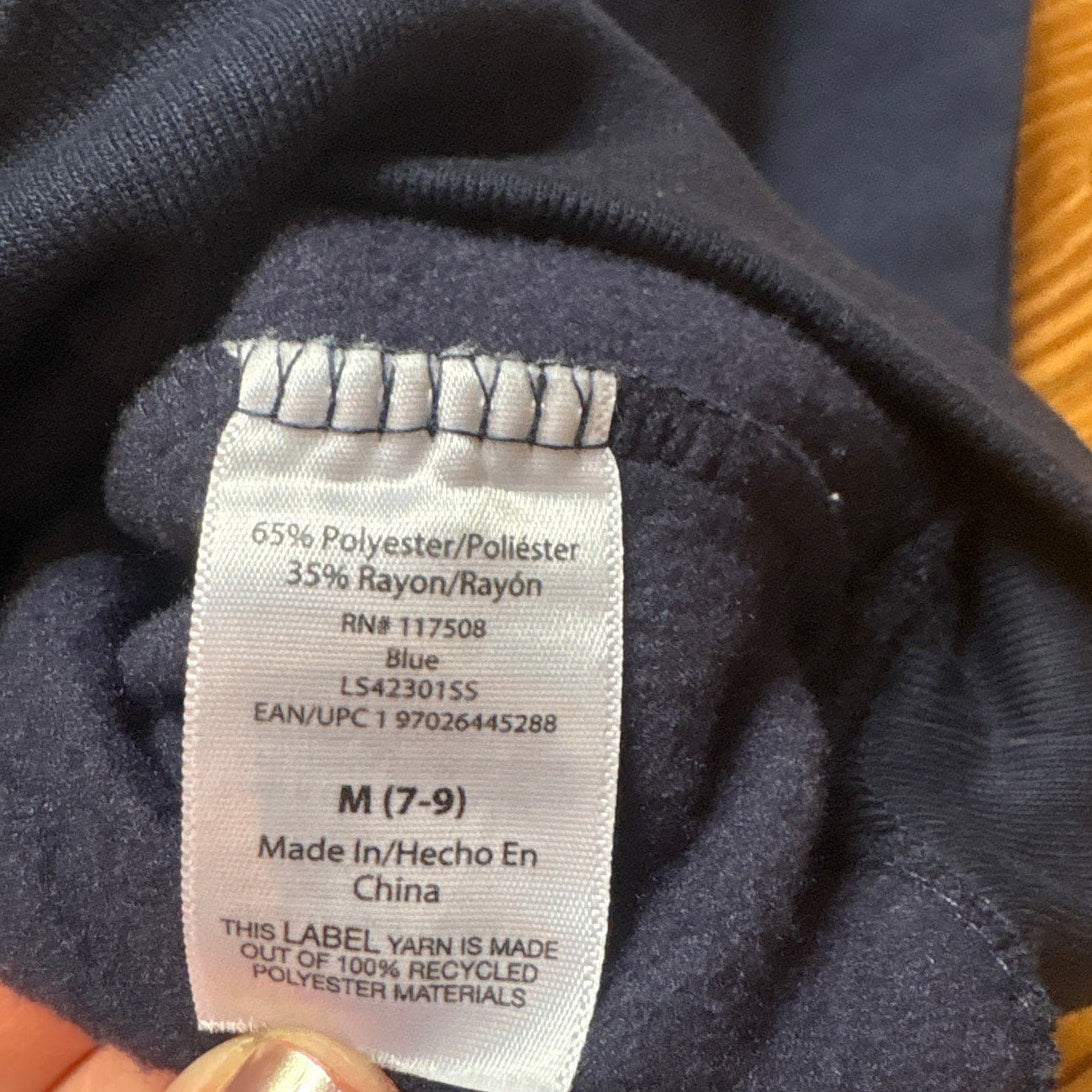 65% Polyester/Poliéster
35% Rayon/Rayón
RN# 117508
Blue
LS42301SS
EAN/UPC 1 97026445288
M (7-9)
Made In/Hecho En
China
THIS LABEL YARN IS MADE
OUT OF 100% RECYCLED
POLYESTER MATERIALS